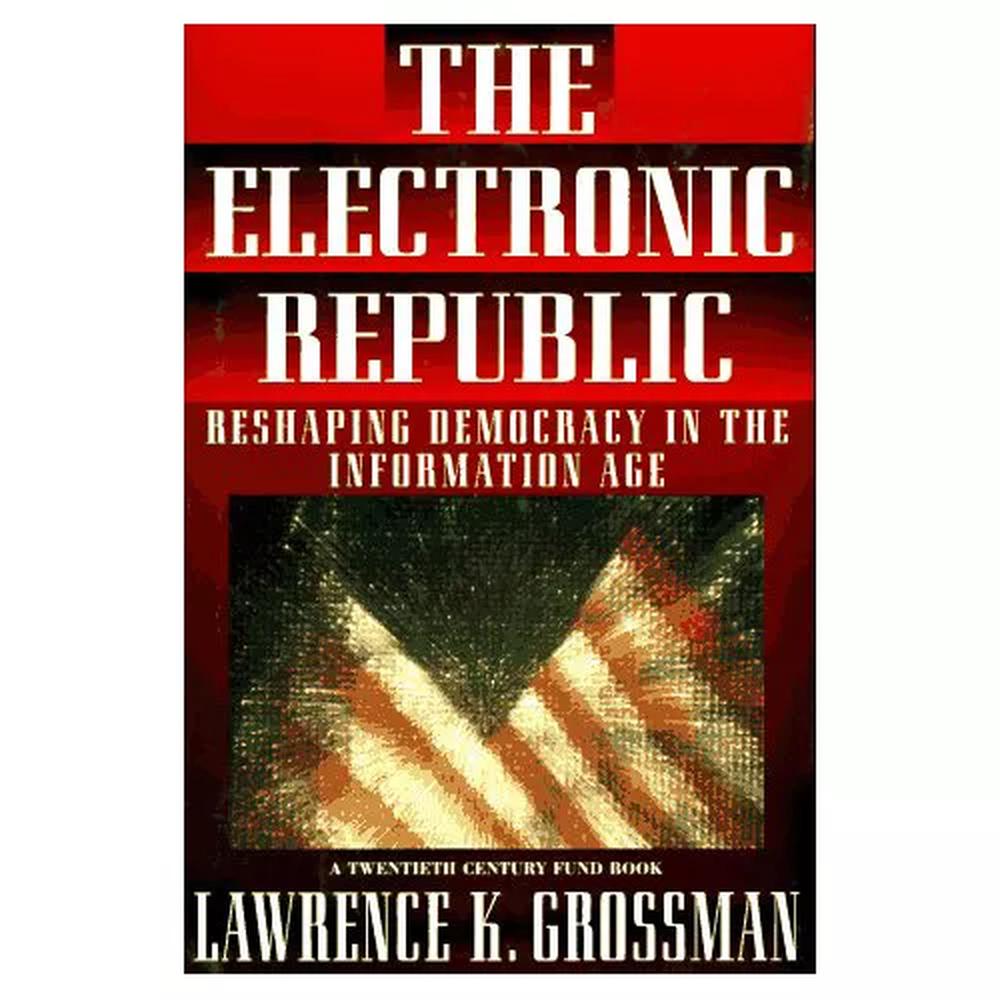 THE
ELECTRONIC
REPUBLIC
RESHAPING DEMOCRACY IN THE
INFORMATION AGE
A TWENTIETH CENTURY FUND BOOK
LAWRENCE K. GROSSMAN